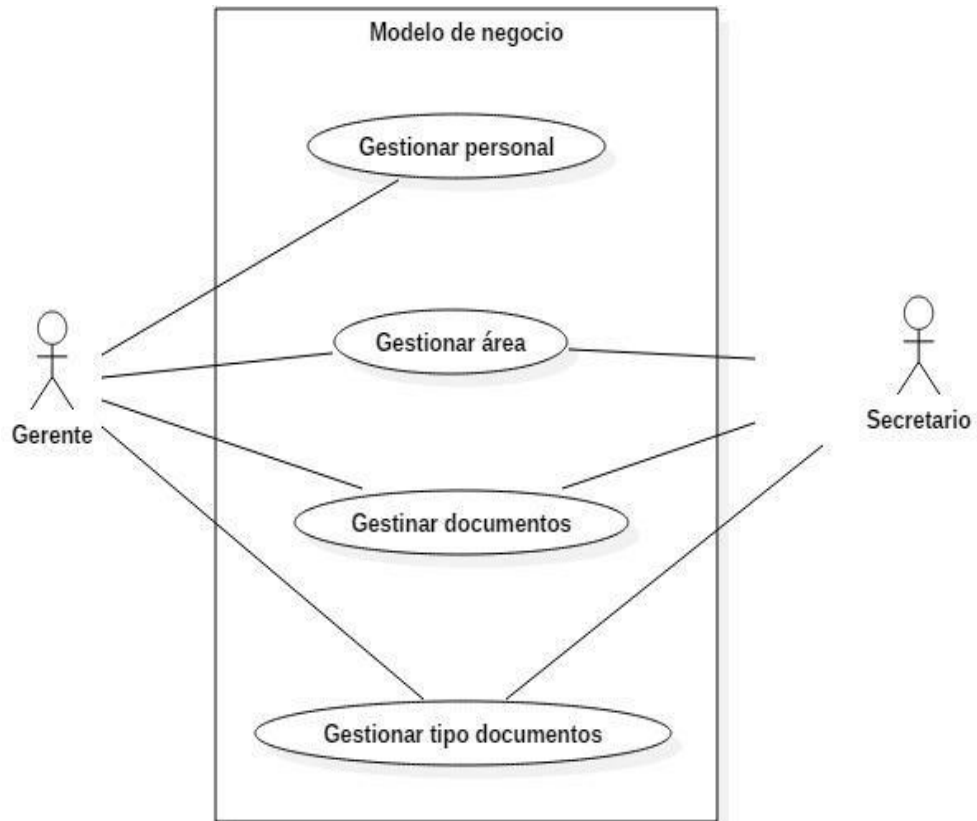 Modelo de negocio
Gestionar personal
Gestionar área
Gerente
Secretario
Gestinar documentos
Gestionar tipo documentos